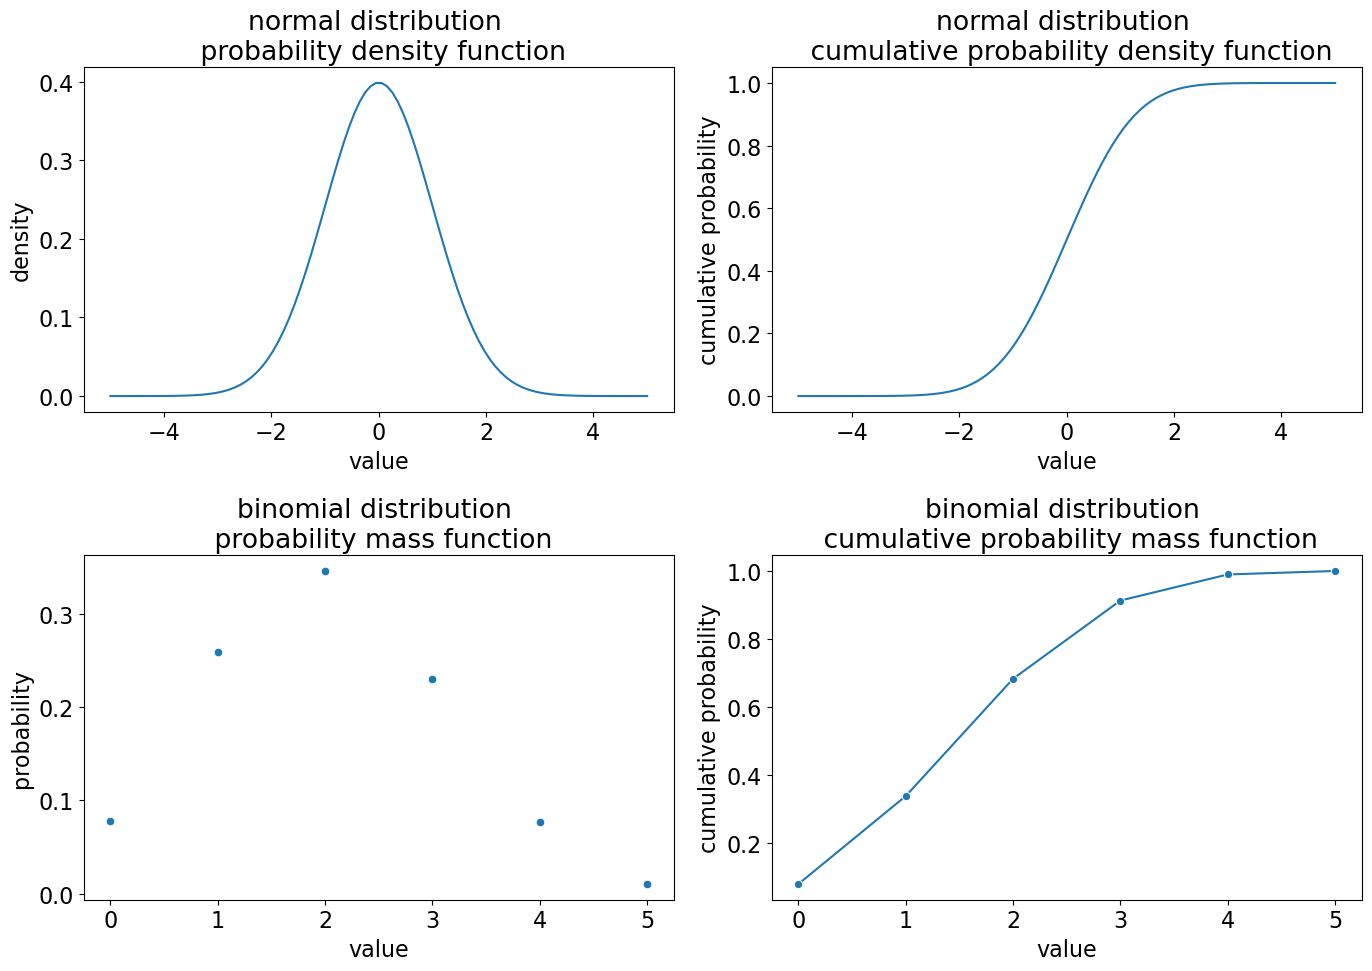 normal distribution
probability density function
0.4
0.3
0.2
0.1
0.0
density
−4
−2
0
2
4
value
normal distribution
cumulative probability density function
1.0
0.8
0.6
0.4
0.2
0.0
cumulative probability
−4
−2
0
2
4
value
binomial distribution
probability mass function
0.3
0.2
0.1
0.0
probability
0
1
2
3
4
5
value
binomial distribution
cumulative probability mass function
1.0
0.8
0.6
0.4
0.2
cumulative probability
0
1
2
3
4
5
value